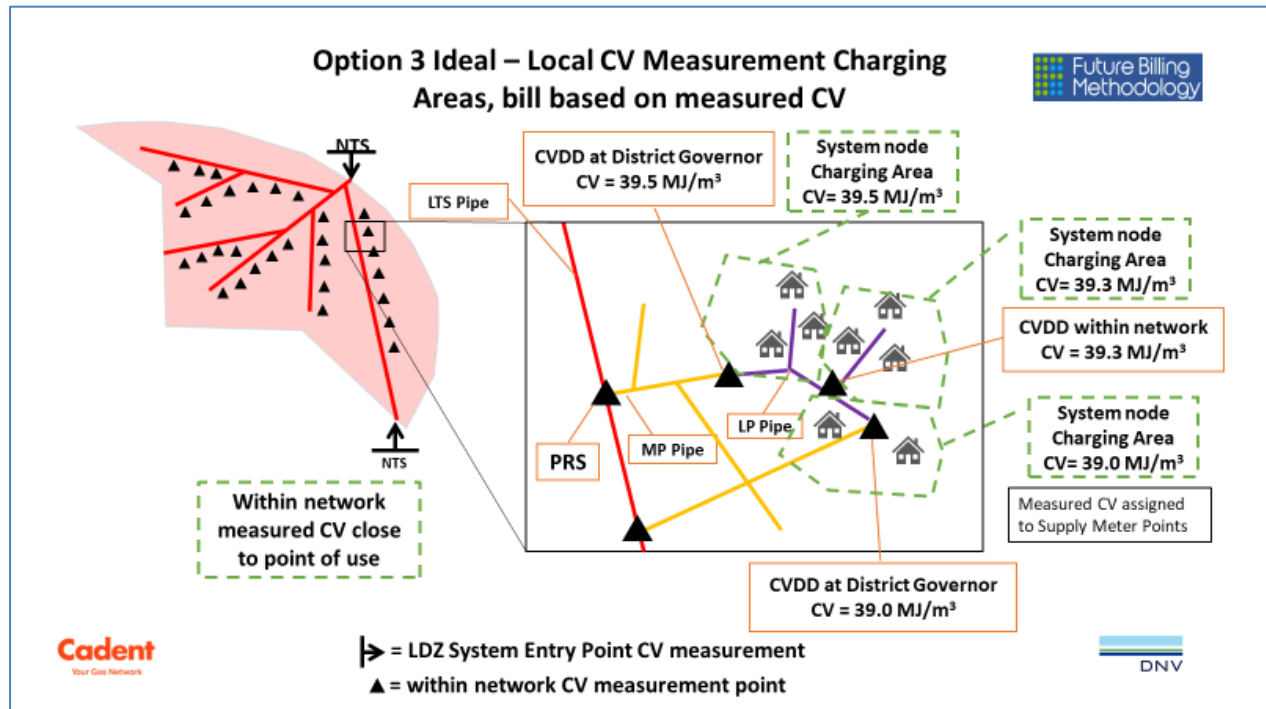 Option 3 Ideal – Local CV Measurement Charging
Areas, bill based on measured CV
Future Billing
Methodology
NTS
LTS Pipe
CVDD at District Governor
CV = 39.5 MJ/m³
System node
Charging Area
CV= 39.5 MJ/m³
System node
Charging Area
CV= 39.3 MJ/m³
CVDD within network
CV = 39.3 MJ/m³
LP Pipe
PRS
MP Pipe
System node
Charging Area
CV= 39.0 MJ/m³
NTS
Within network
measured CV close
to point of use
Measured CV assigned
to Supply Meter Points
CVDD at District Governor
CV = 39.0 MJ/m³
Cadent
Your Gas Network
= LDZ System Entry Point CV measurement
= within network CV measurement point
DNV